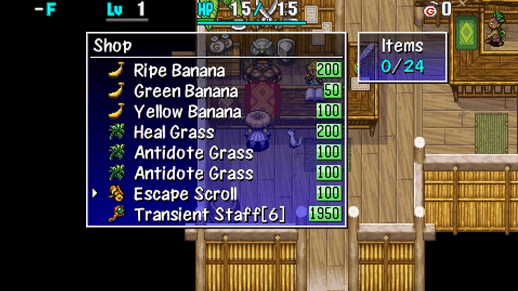 -F Lv 1 HP 15/15 G 0
Shop
Items
0/24
Ripe Banana 200
Green Banana 50
Yellow Banana 100
Heal Grass 200
Antidote Grass 100
Antidote Grass 100
Escape Scroll 100
Transient Staff[6] 1950